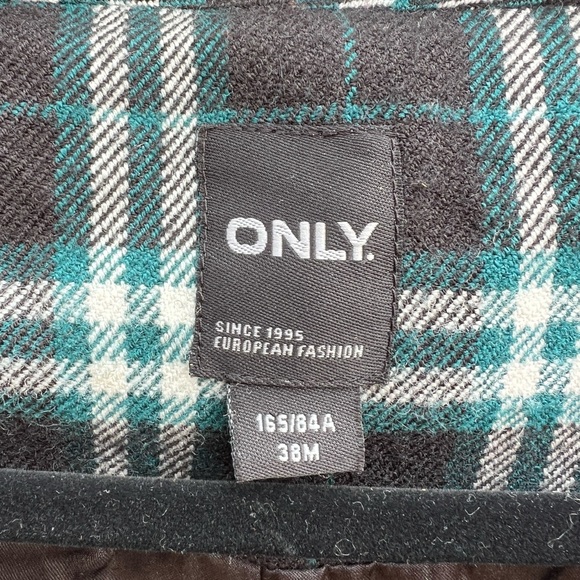 ONLY.
SINCE 1995
EUROPEAN FASHION
165/84A
38M